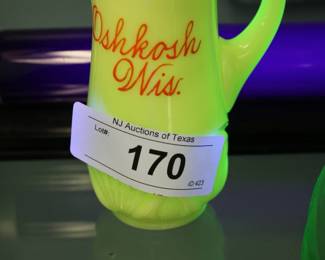 Oshkosh
Wis.
NJ Auctions of Texas
Lot#:
170
ID:423